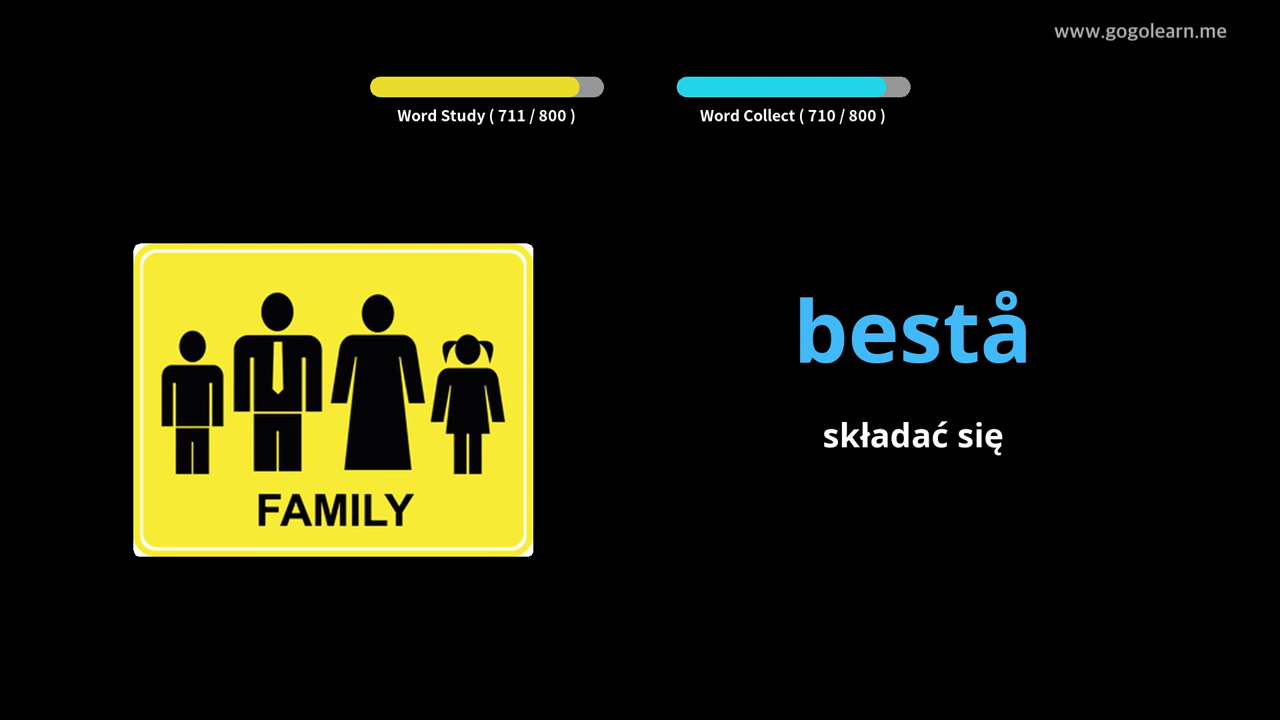 www.gogolearn.me
Word Study ( 711 / 800 )
Word Collect ( 710 / 800 )
FAMILY
bestå
składać się